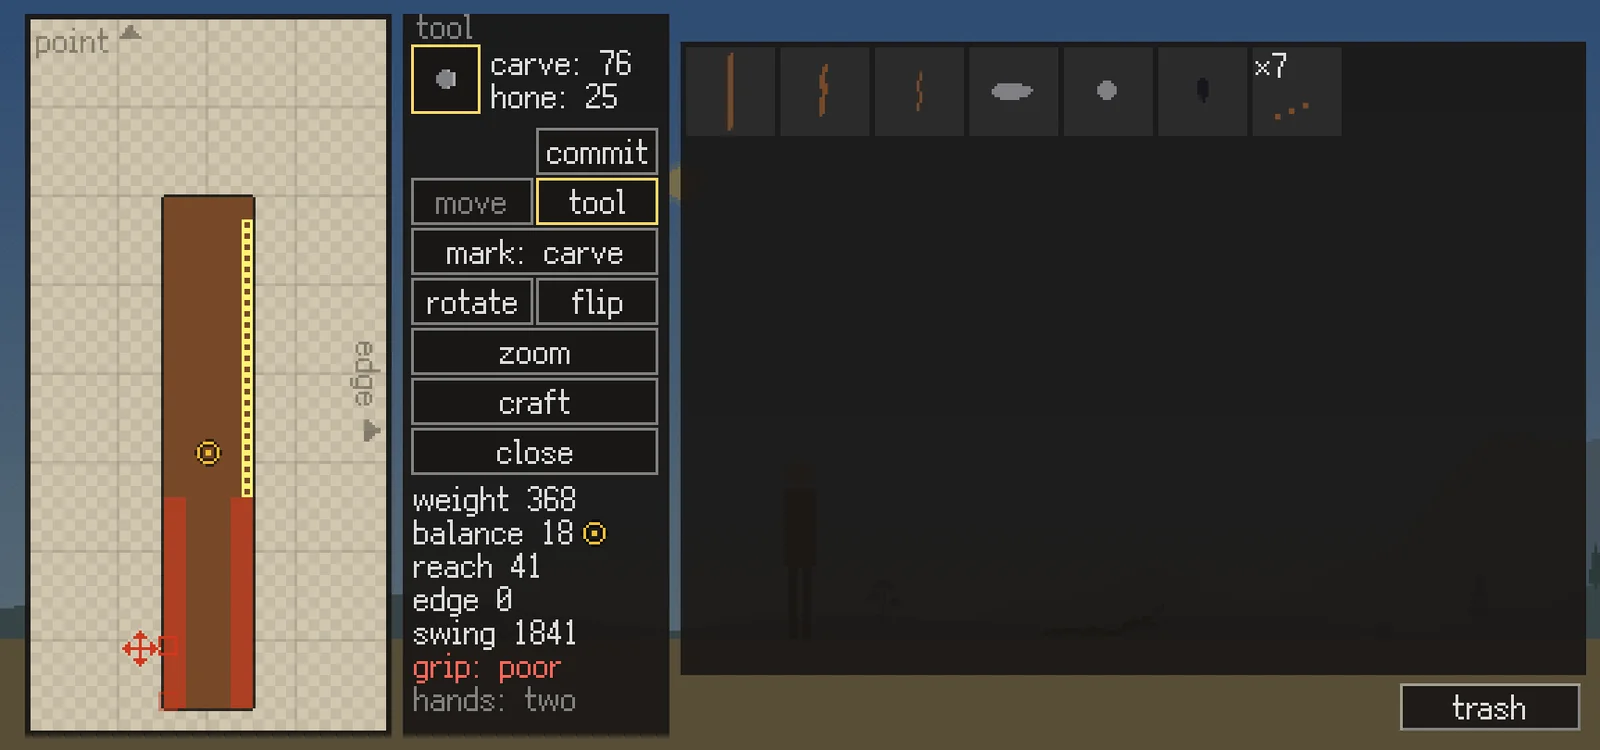 point
edge
tool
carve: 76
hone: 25
commit
move
tool
mark: carve
rotate
flip
zoom
craft
close
weight 368
balance 18
reach 41
edge 0
swing 1841
grip: poor
hands: two
x7
trash